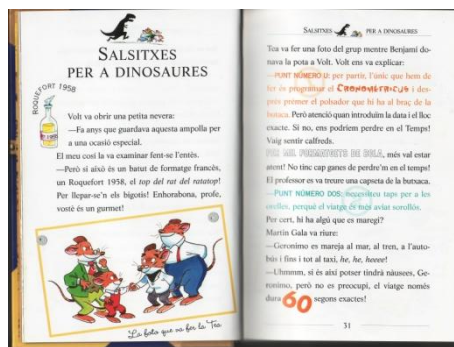 SALSITXES
PER A DINOSAURES
ROQUEFORT 1958
Volt va obrir una petita nevera:
—Fa anys que guardava aquesta ampolla per
a una ocasió especial.
El meu cosí la va examinar fent-se l'entès.
—Però si això és un batut de formatge francès,
un Roquefort 1958, el top del rat del ratatop!
Per llepar-se'n els bigotis! Enhorabona, profe,
vostè és un gurmet!
La foto que va fer la Tea
SALSITXES PER A DINOSAURES
Tea va fer una foto del grup mentre Benjamí do-
nava la pota a Volt. Volt ens va explicar:
—PUNT NÚMERO U: per partir, l'únic que hem de
fer és programar el CRONOMETRICUS i des-
prés prémer el polsador que hi ha al braç de la
butaca. Però atenció quan introduïm la data i el lloc
exacte. Si no, ens podríem perdre en el Temps!
Vaig sentir calfreds.
PER MIL FORMATGETS DE BOLA, més val estar
atent! No tinc cap ganes de perdre'm en el temps!
El professor es va treure una capseta de la butxaca.
—PUNT NÚMERO DOS: necessiteu taps per a les
orelles, perquè el viatge és més aviat sorollós.
Per cert, hi ha algú que es maregi?
Martin Gala va riure:
—Geronimo es mareja al mar, al tren, a l'auto-
bús i fins i tot al taxi, he, he, heeee!
—Uhmmm, si és així potser tindrà nàusees, Ge-
ronimo, però no es preocupi, el viatge només
dura 60 segons exactes!
31